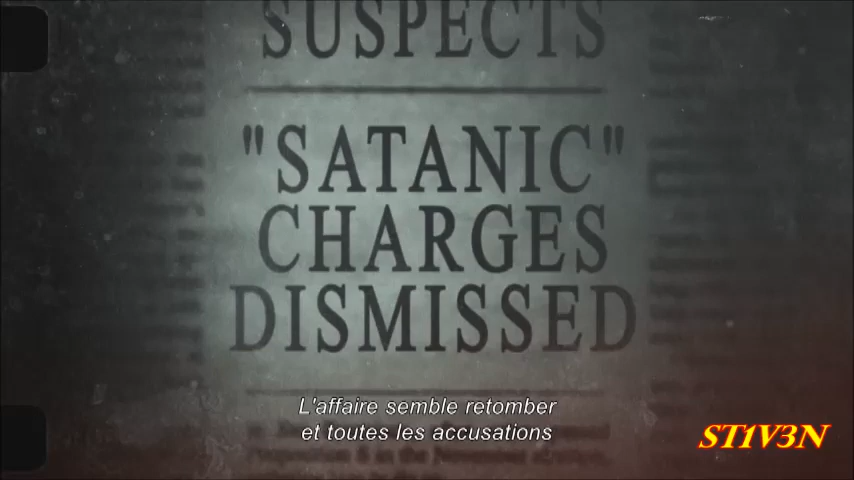 SUSPECTS
"SATANIC"
CHARGES
DISMISSED
L'affaire semble retomber
et toutes les accusations
ST1V3N